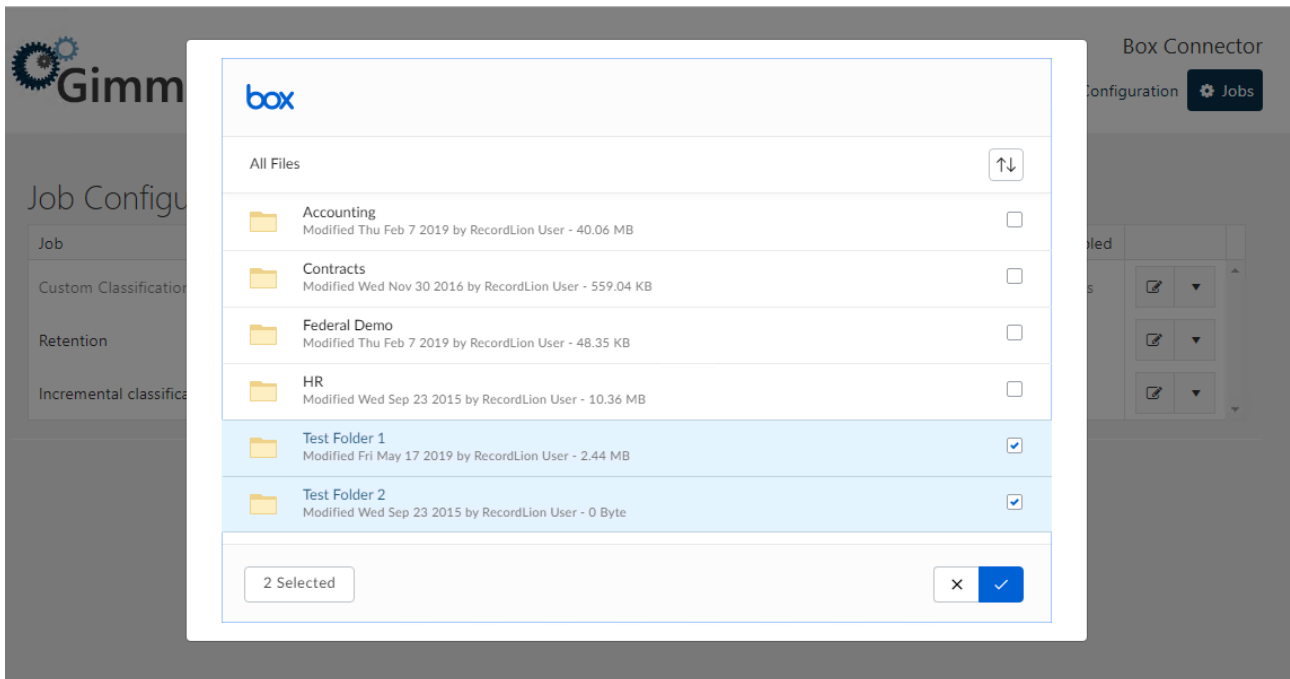 Gimm
Box Connector
Configuration
Jobs
box
All Files
Job Configu
Job
bled
Accounting
Modified Thu Feb 7 2019 by RecordLion User - 40.06 MB
Custom Classification
s
Contracts
Modified Wed Nov 30 2016 by RecordLion User - 559.04 KB
Retention
Federal Demo
Modified Thu Feb 7 2019 by RecordLion User - 48.35 KB
Incremental classifica
HR
Modified Wed Sep 23 2015 by RecordLion User - 10.36 MB
Test Folder 1
Modified Fri May 17 2019 by RecordLion User - 2.44 MB
Test Folder 2
Modified Wed Sep 23 2015 by RecordLion User - 0 Byte
2 Selected